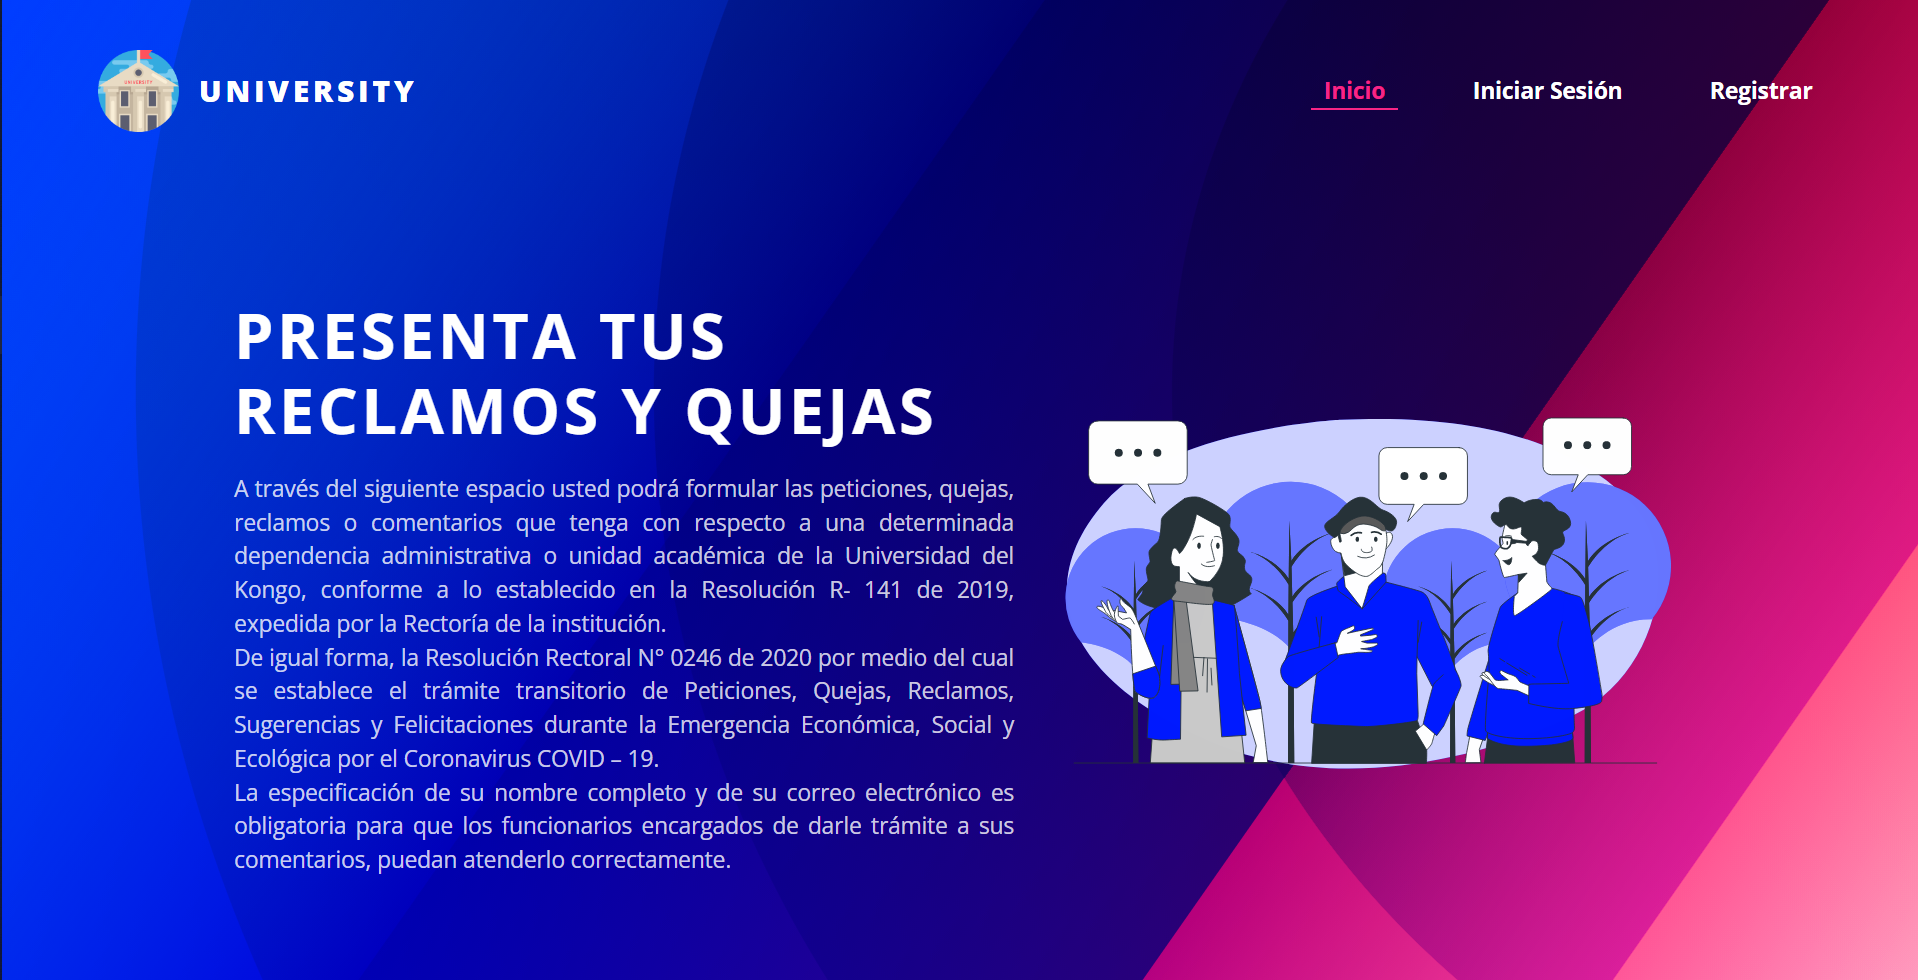 UNIVERSITY
UNIVERSITY
Inicio
Iniciar Sesión
Registrar
PRESENTA TUS
RECLAMOS Y QUEJAS
A través del siguiente espacio usted podrá formular las peticiones, quejas,
reclamos o comentarios que tenga con respecto a una determinada
dependencia administrativa o unidad académica de la Universidad del
Kongo, conforme a lo establecido en la Resolución R- 141 de 2019,
expedida por la Rectoría de la institución.
De igual forma, la Resolución Rectoral N° 0246 de 2020 por medio del cual
se establece el trámite transitorio de Peticiones, Quejas, Reclamos,
Sugerencias y Felicitaciones durante la Emergencia Económica, Social y
Ecológica por el Coronavirus COVID – 19.
La especificación de su nombre completo y de su correo electrónico es
obligatoria para que los funcionarios encargados de darle trámite a sus
comentarios, puedan atenderlo correctamente.